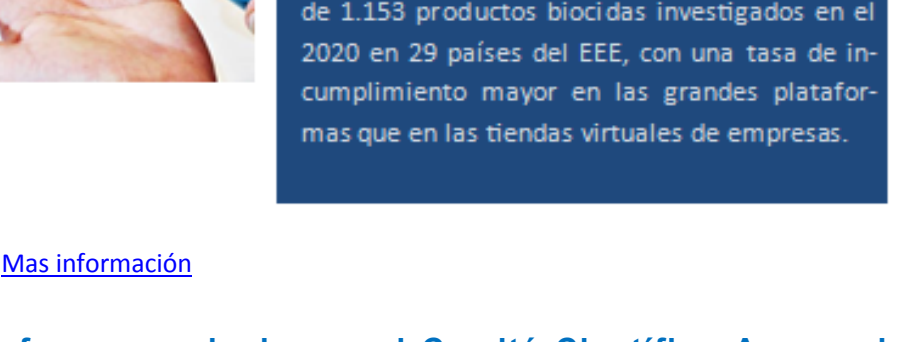 de 1.153 productos biocidas investigados en el
2020 en 29 países del EEE, con una tasa de in-
cumplimiento mayor en las grandes platafor-
mas que en las tiendas virtuales de empresas.
Mas información